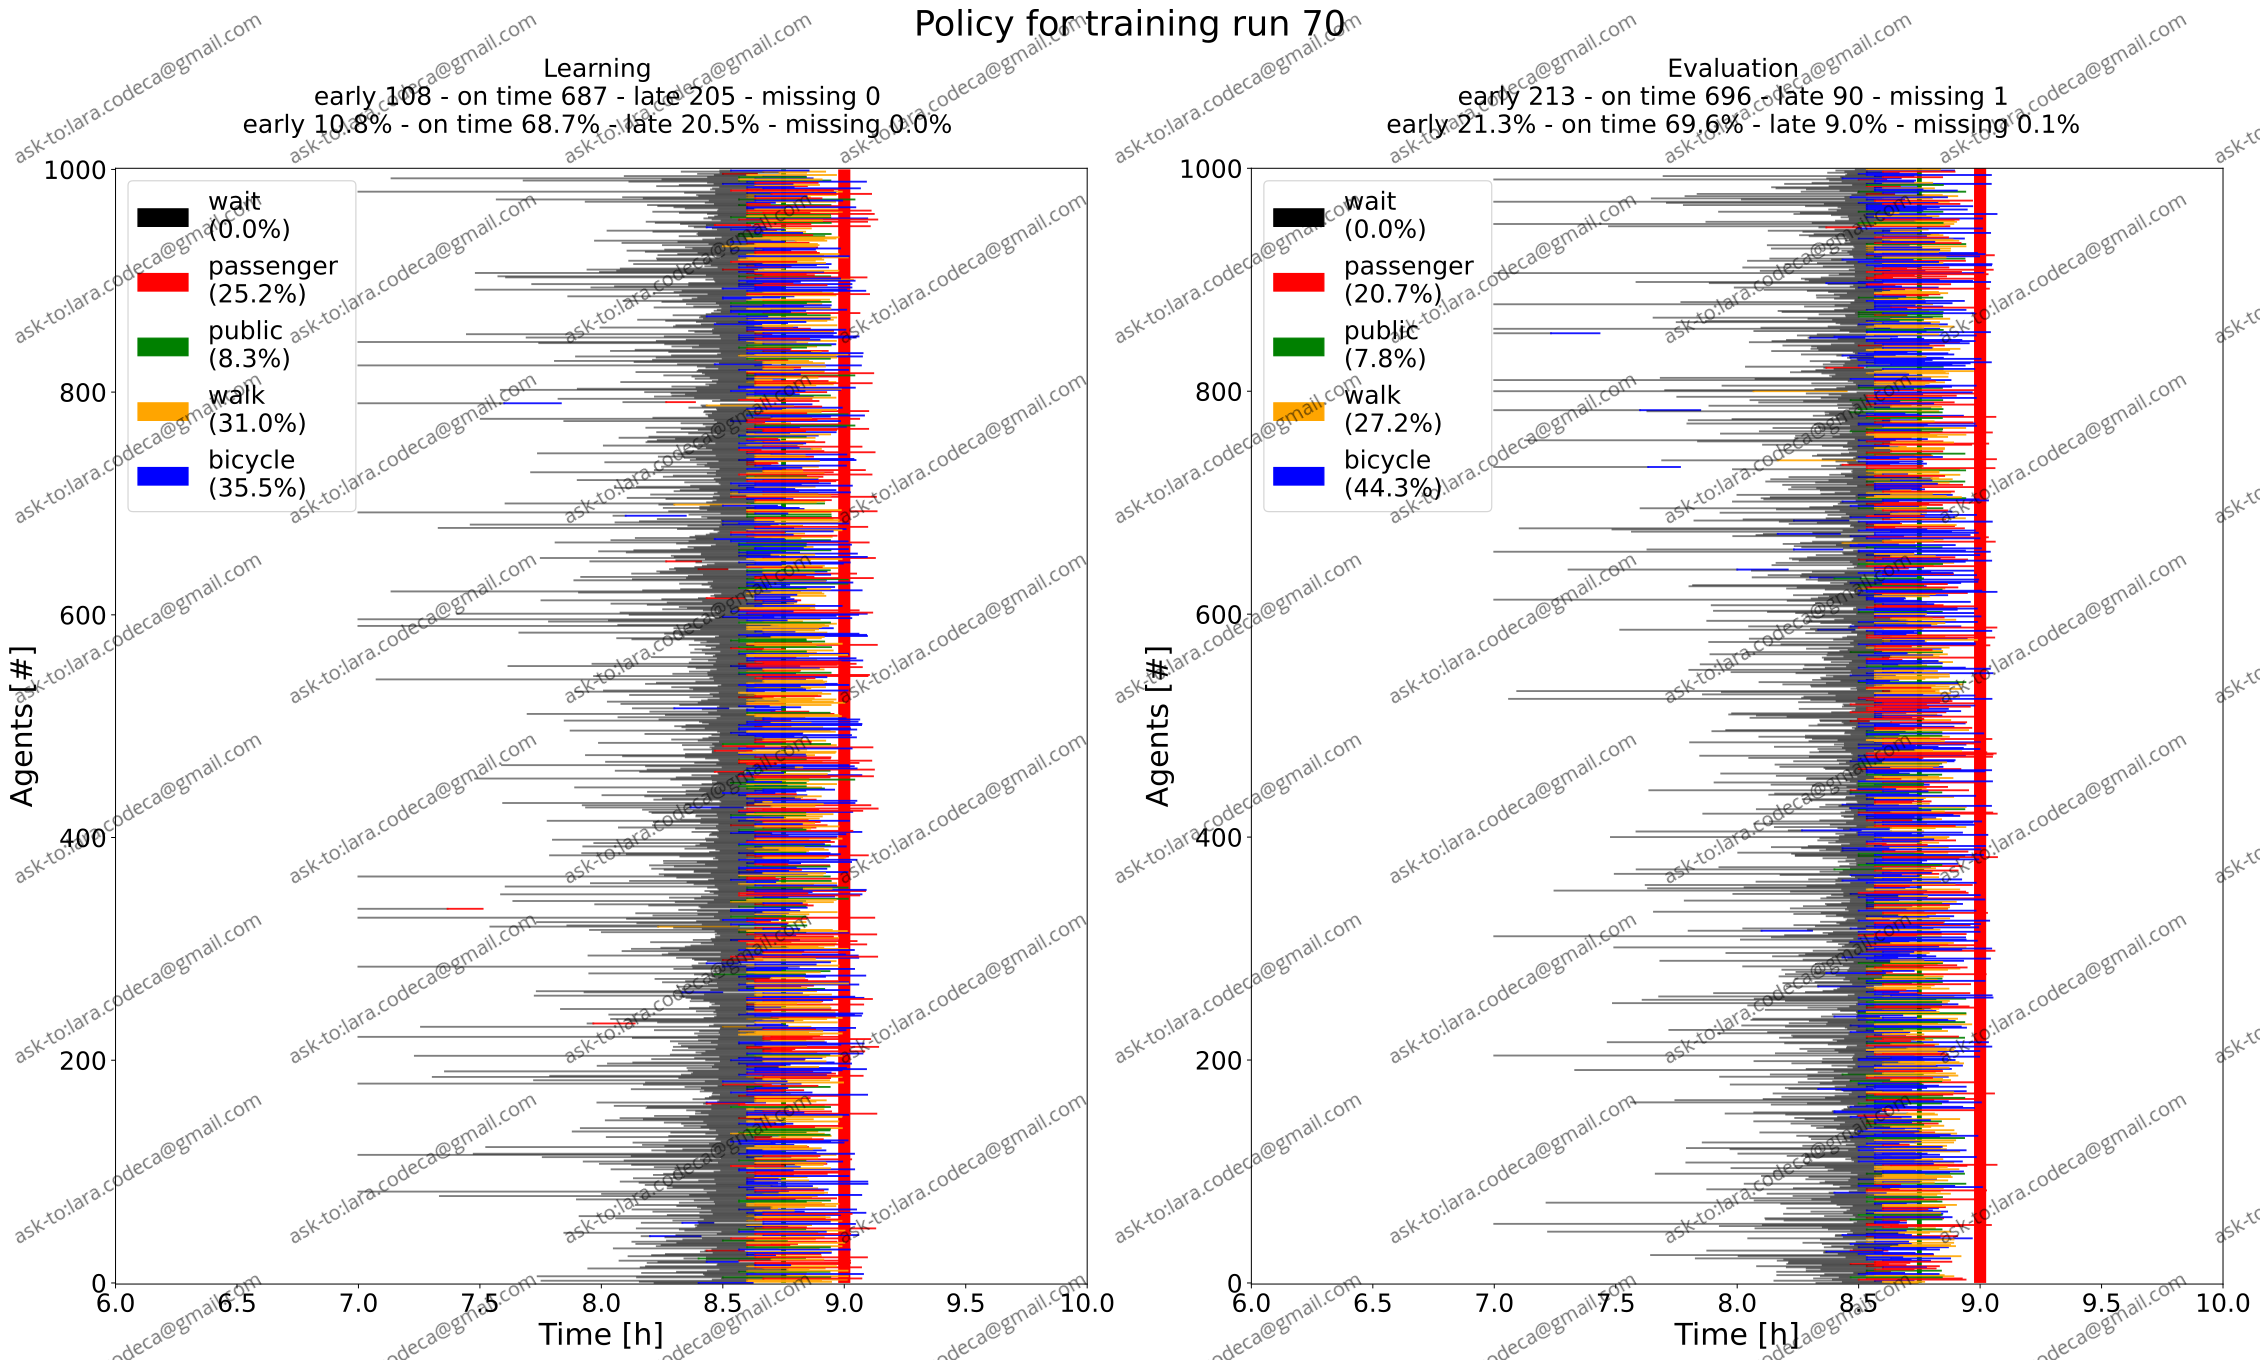 Policy for training run 70
Learning
early 108 - on time 687 - late 205 - missing 0
early 10.8% - on time 68.7% - late 20.5% - missing 0.0%
1000
800
600
400
200
0
Agents [#]
wait
(0.0%)
passenger
(25.2%)
public
(8.3%)
walk
(31.0%)
bicycle
(35.5%)
6.0 6.5 7.0 7.5 8.0 8.5 9.0 9.5 10.0
Time [h]
Evaluation
early 213 - on time 696 - late 90 - missing 1
early 21.3% - on time 69.6% - late 9.0% - missing 0.1%
1000
800
600
400
200
0
Agents [#]
wait
(0.0%)
passenger
(20.7%)
public
(7.8%)
walk
(27.2%)
bicycle
(44.3%)
6.0 6.5 7.0 7.5 8.0 8.5 9.0 9.5 10.0
Time [h]
ask-to:lara.codeca@gmail.com